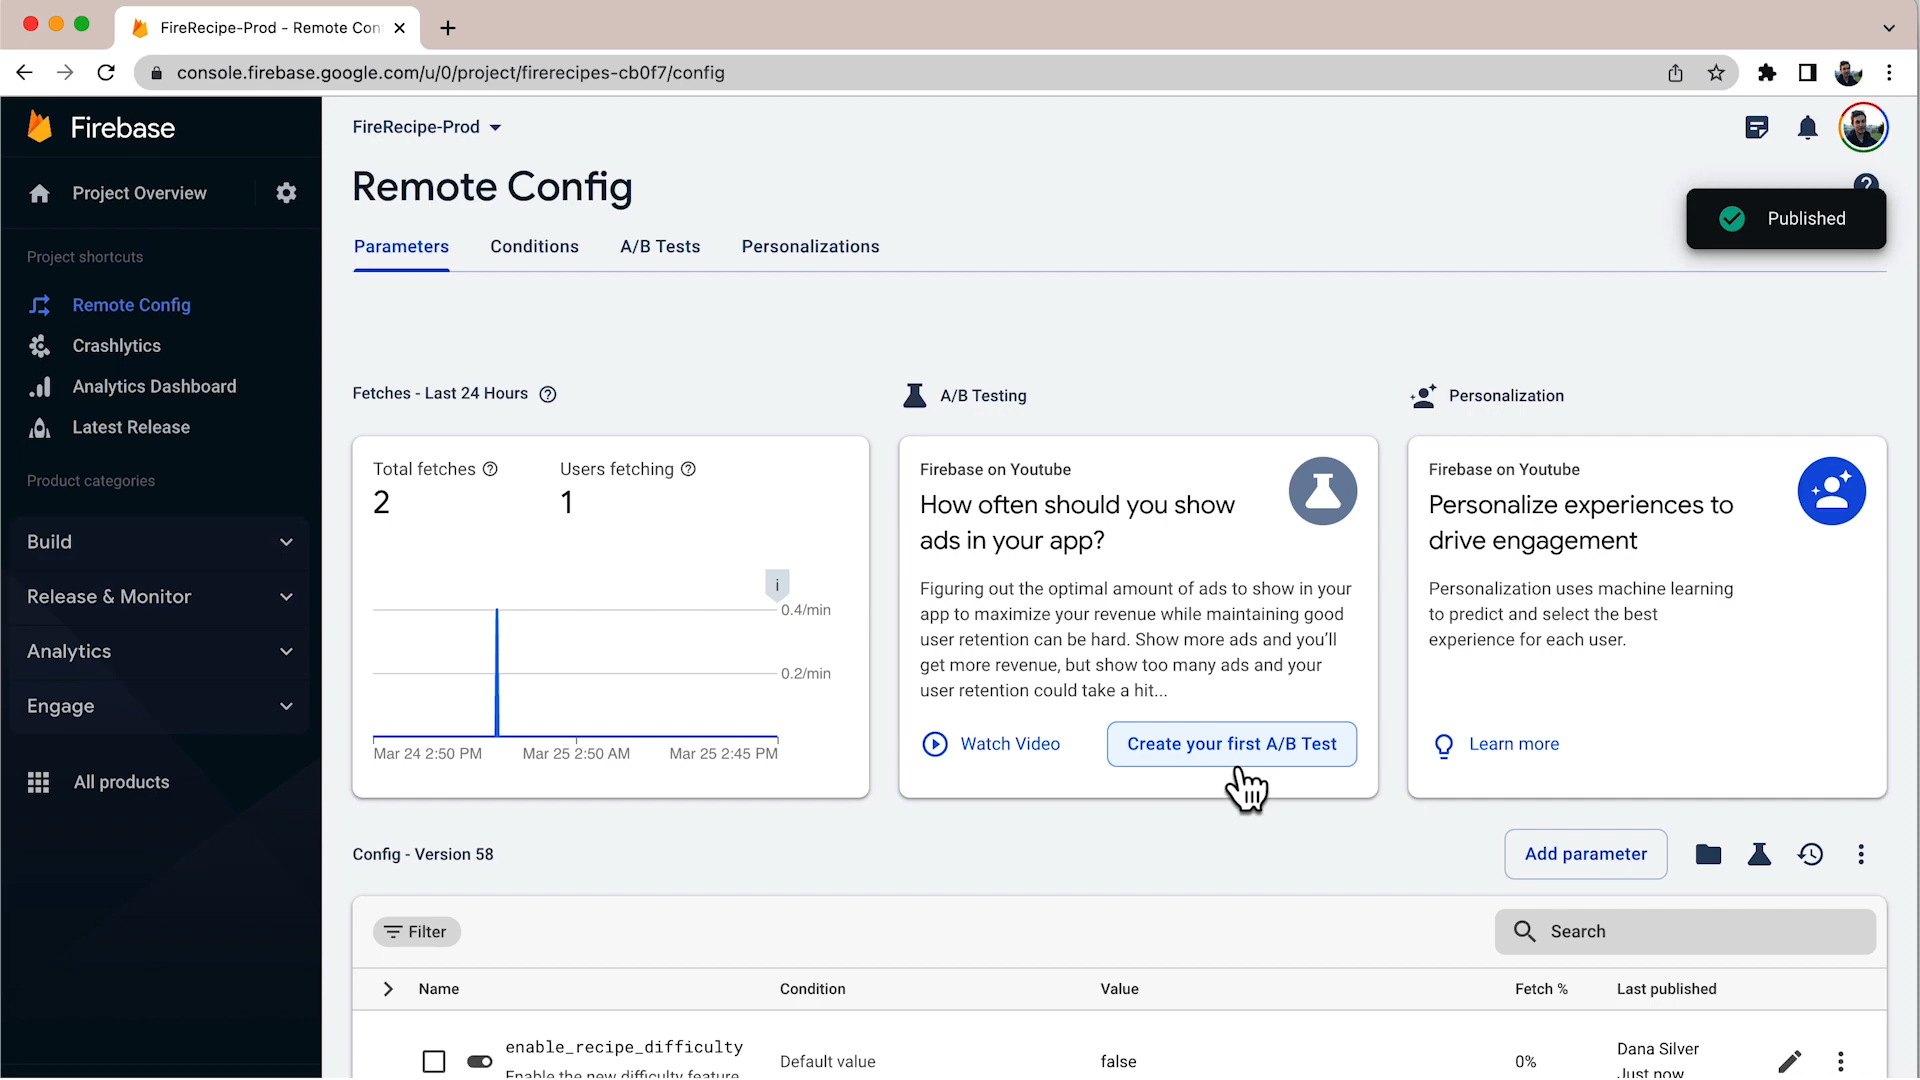 FireRecipe-Prod - Remote Con
console.firebase.google.com/u/0/project/firerecipes-cb0f7/config
Firebase
Project Overview
Project shortcuts
Remote Config
Crashlytics
Analytics Dashboard
Latest Release
Product categories
Build
Release & Monitor
Analytics
Engage
All products
FireRecipe-Prod
Remote Config
Published
Parameters
Conditions
A/B Tests
Personalizations
Fetches - Last 24 Hours
Total fetches
2
Users fetching
1
i
0.4/min
0.2/min
Mar 24 2:50 PM
Mar 25 2:50 AM
Mar 25 2:45 PM
A/B Testing
Firebase on Youtube
How often should you show
ads in your app?
Figuring out the optimal amount of ads to show in your
app to maximize your revenue while maintaining good
user retention can be hard. Show more ads and you'll
get more revenue, but show too many ads and your
user retention could take a hit...
Watch Video
Create your first A/B Test
Personalization
Firebase on Youtube
Personalize experiences to
drive engagement
Personalization uses machine learning
to predict and select the best
experience for each user.
Learn more
Config - Version 58
Add parameter
Filter
Search
Name
Condition
Value
Fetch %
Last published
enable_recipe_difficulty
Enable the new difficulty feature
Default value
false
0%
Dana Silver
Just now